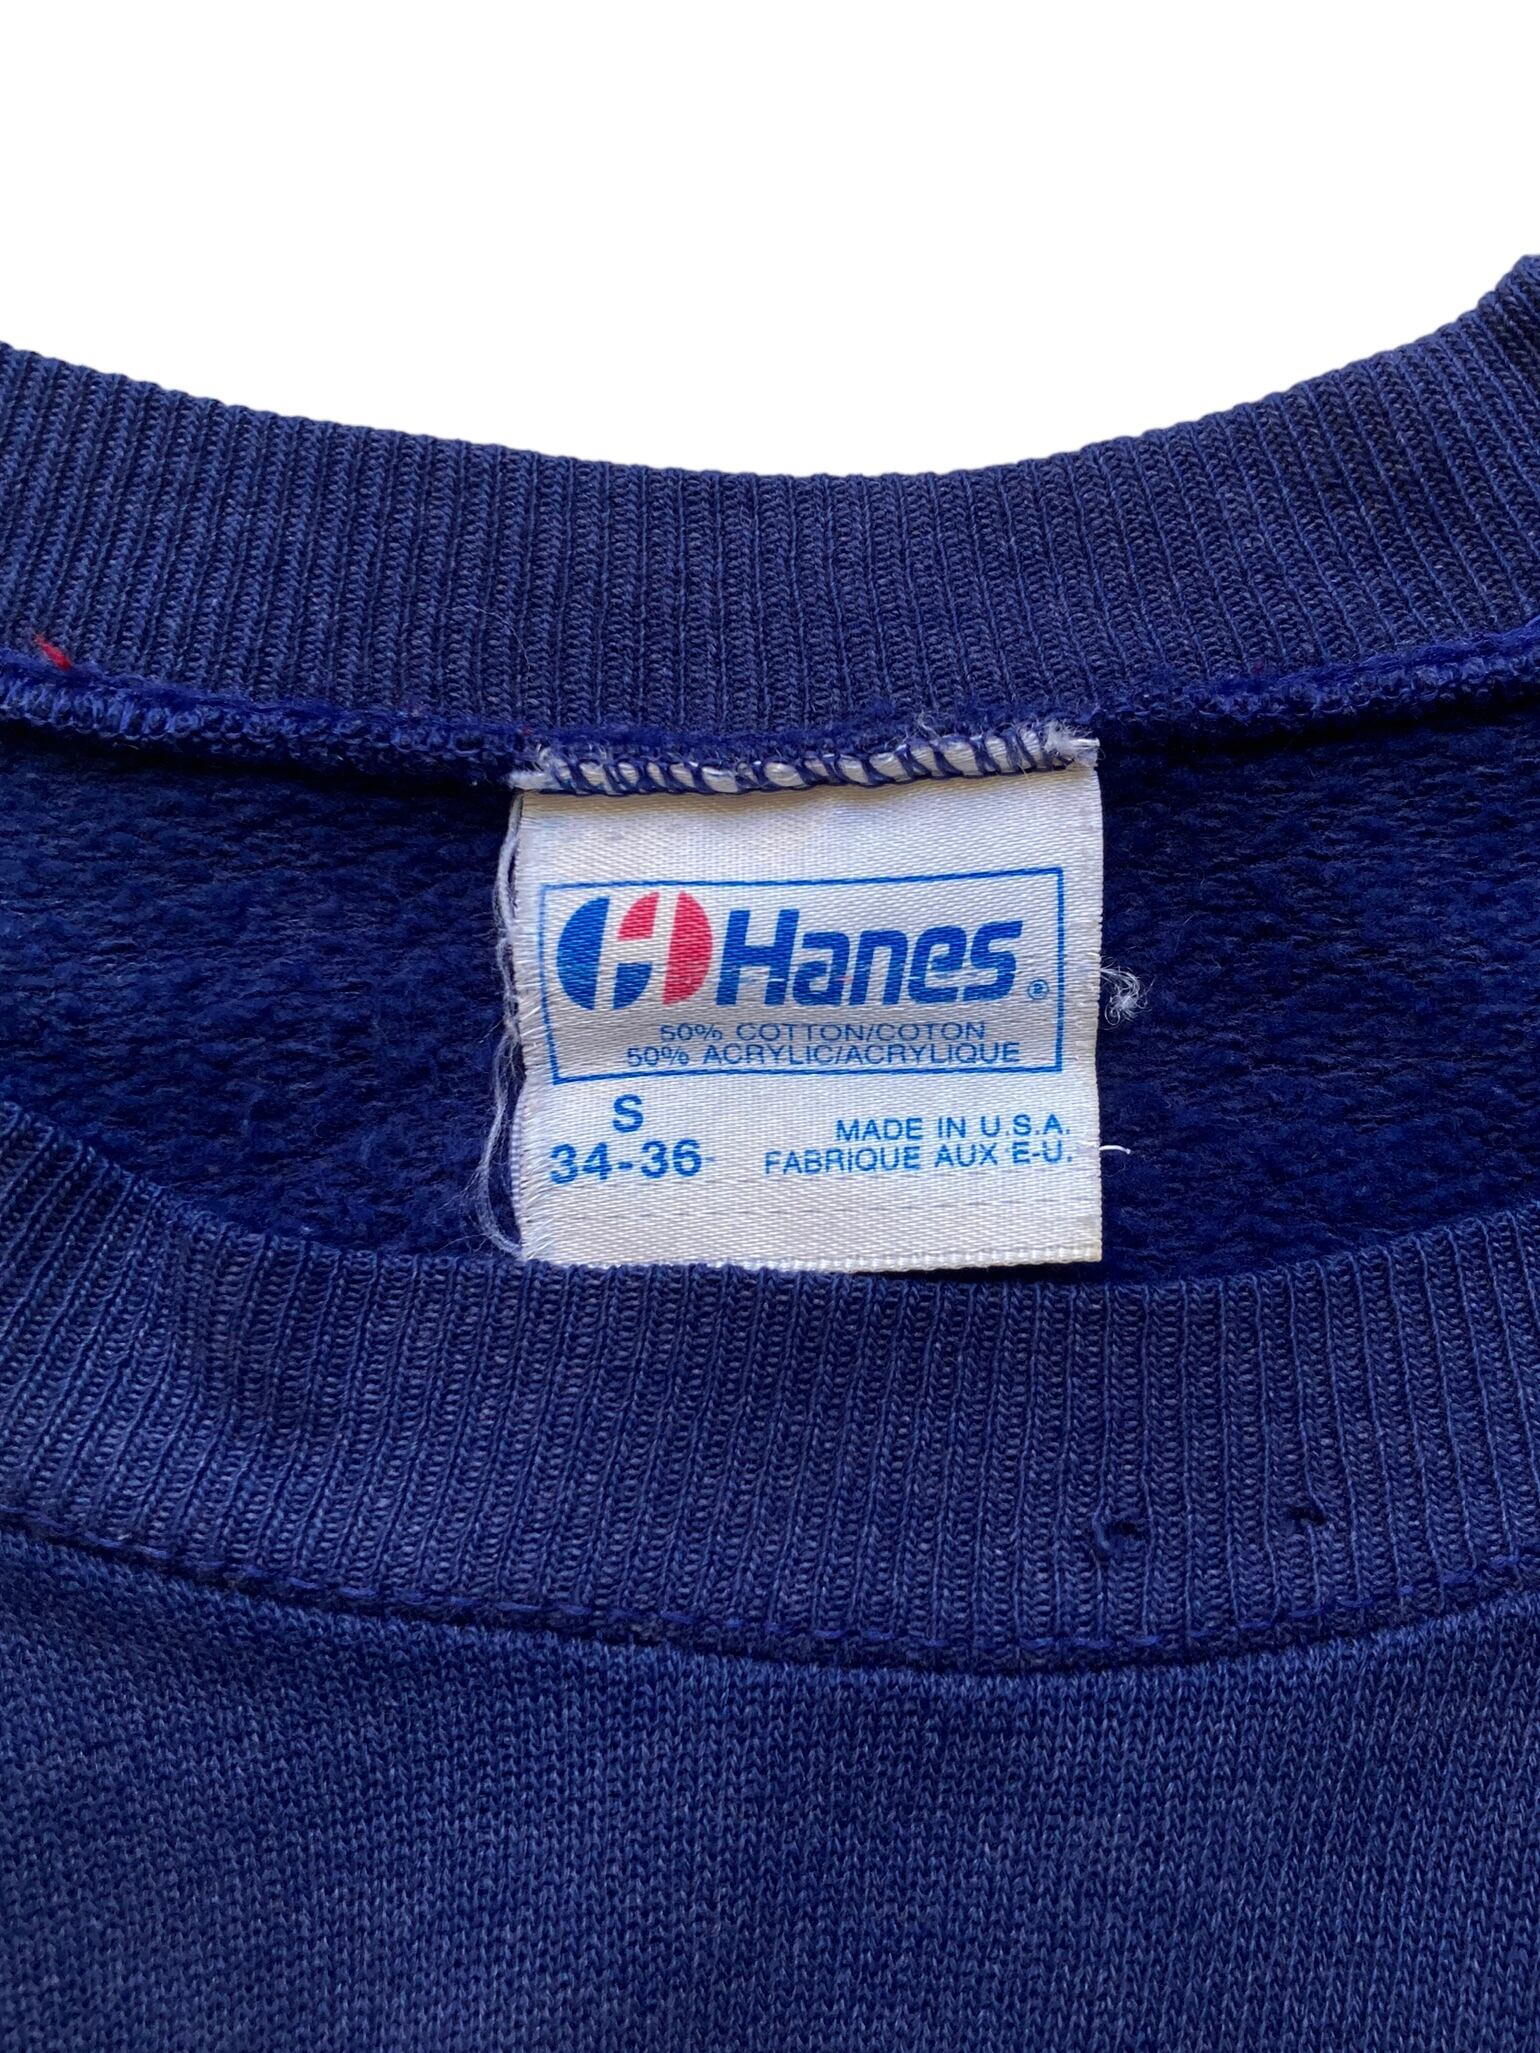 Hanes®
50% COTTON/COTON
50% ACRYLIC/ACRYLIQUE
S
34-36
MADE IN U.S.A.
FABRIQUE AUX E-U.